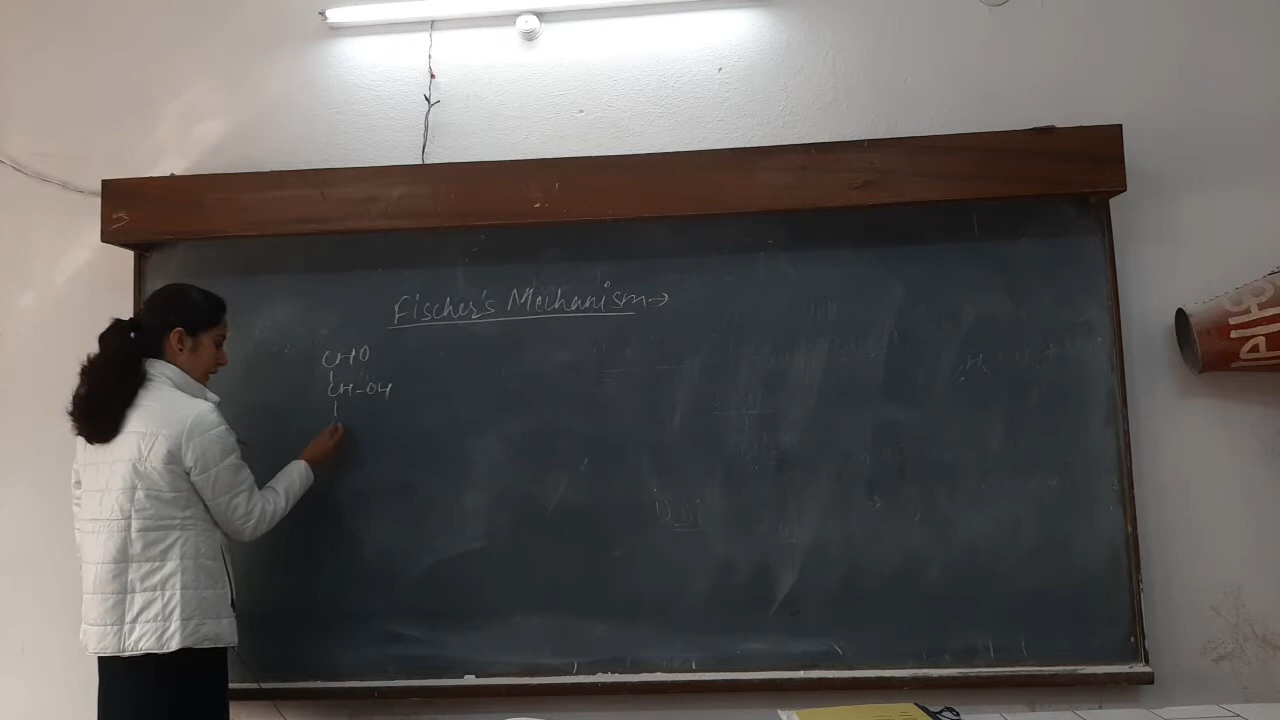 Fischer's Mechanism→
CHO
|
CH-OH
|